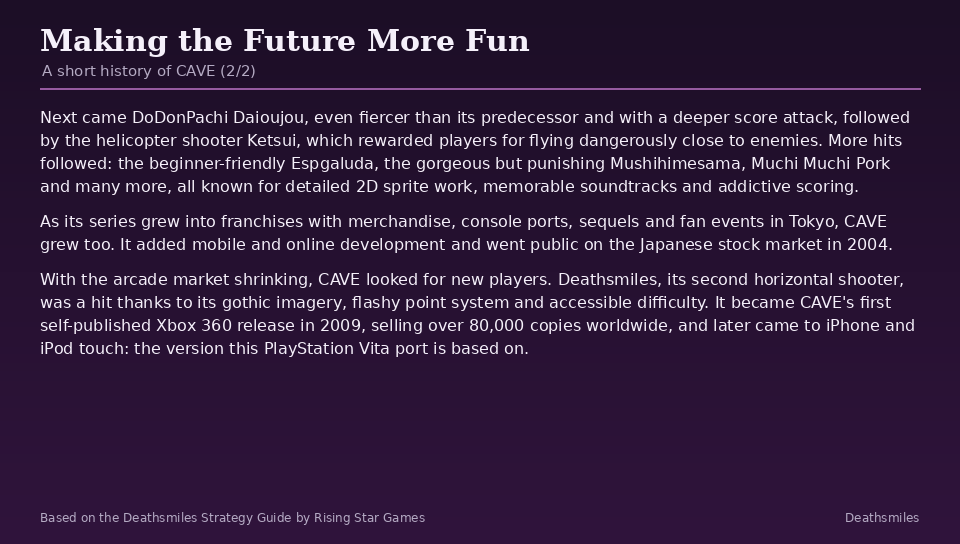 Making the Future More Fun
A short history of CAVE (2/2)
Next came DoDonPachi Daioujou, even fiercer than its predecessor and with a deeper score attack, followed
by the helicopter shooter Ketsui, which rewarded players for flying dangerously close to enemies. More hits
followed: the beginner-friendly Espgaluda, the gorgeous but punishing Mushihimesama, Muchi Muchi Pork
and many more, all known for detailed 2D sprite work, memorable soundtracks and addictive scoring.
As its series grew into franchises with merchandise, console ports, sequels and fan events in Tokyo, CAVE
grew too. It added mobile and online development and went public on the Japanese stock market in 2004.
With the arcade market shrinking, CAVE looked for new players. Deathsmiles, its second horizontal shooter,
was a hit thanks to its gothic imagery, flashy point system and accessible difficulty. It became CAVE's first
self-published Xbox 360 release in 2009, selling over 80,000 copies worldwide, and later came to iPhone and
iPod touch: the version this PlayStation Vita port is based on.
Based on the Deathsmiles Strategy Guide by Rising Star Games
Deathsmiles